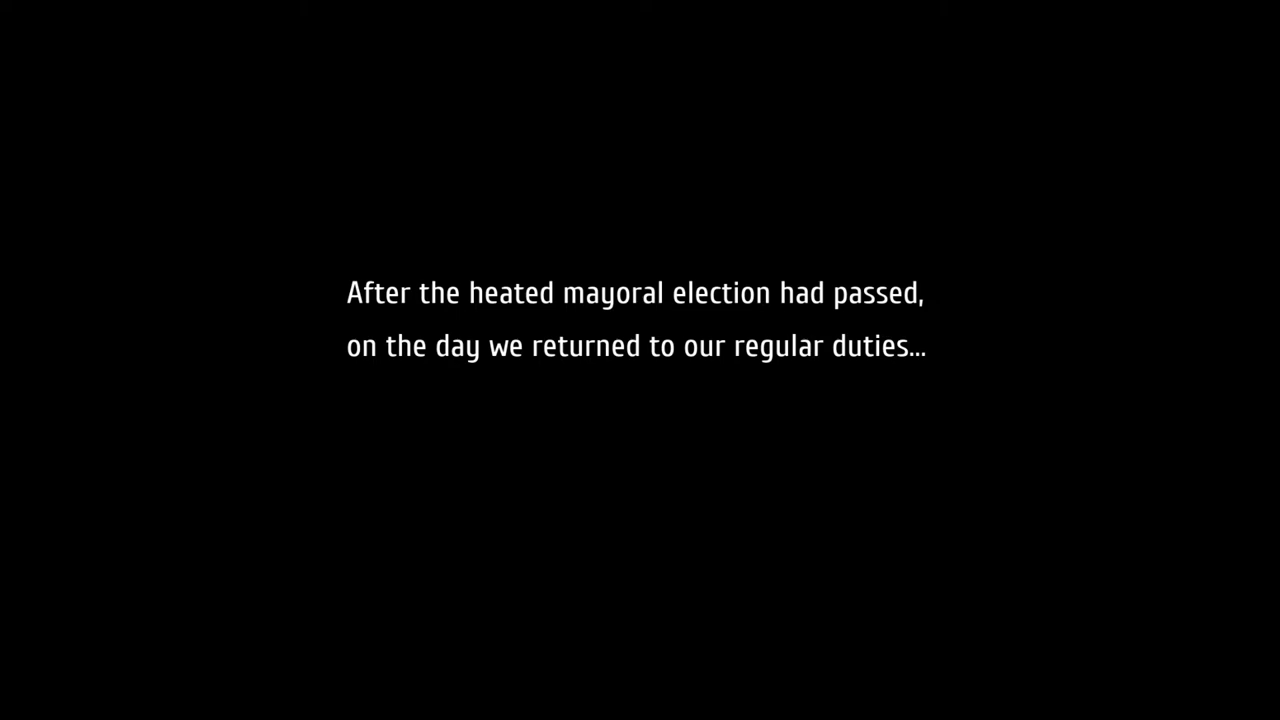 After the heated mayoral election had passed,
on the day we returned to our regular duties...